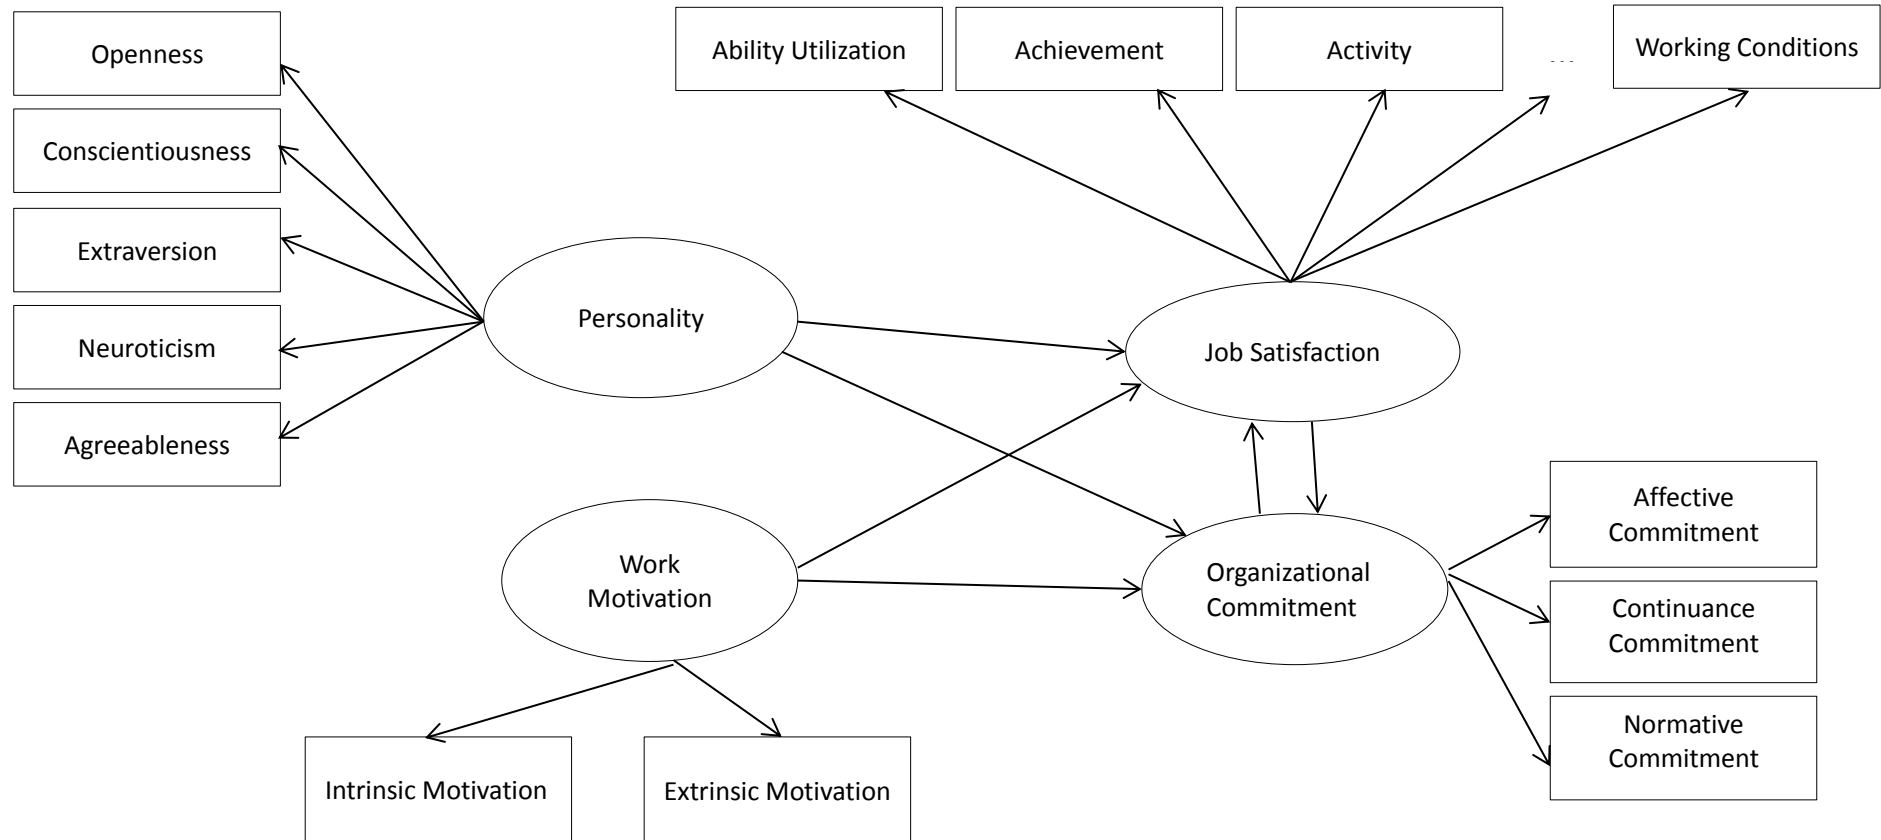 Openness
Conscientiousness
Extraversion
Neuroticism
Agreeableness
Ability Utilization
Achievement
Activity
...
Working Conditions
Personality
Job Satisfaction
Work
Motivation
Organizational
Commitment
Affective
Commitment
Continuance
Commitment
Normative
Commitment
Intrinsic Motivation
Extrinsic Motivation